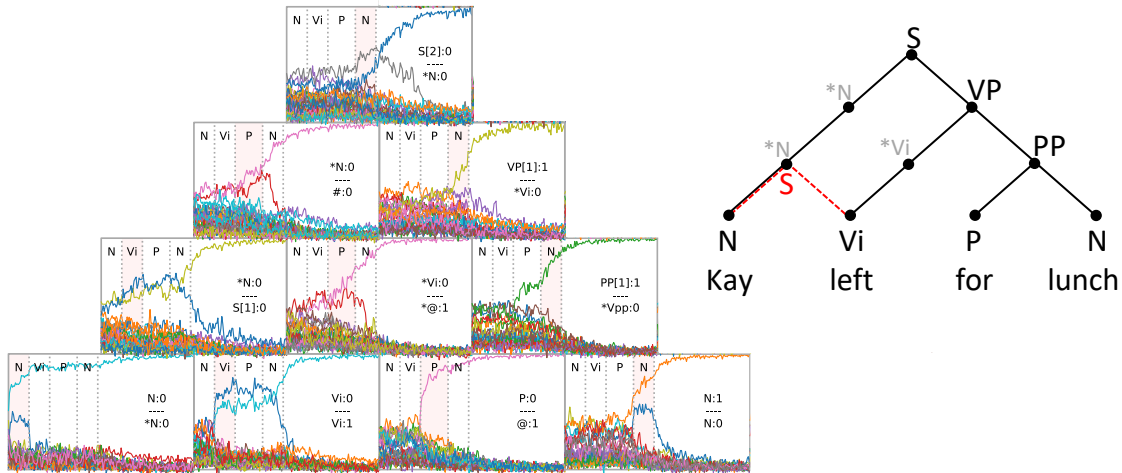 N Vi P N
S[2]:0
----
*N:0
N Vi P N
*N:0
----
#:0
N Vi P N
VP[1]:1
----
*Vi:0
N Vi P N
*N:0
----
S[1]:0
N Vi P N
*Vi:0
----
*@:1
N Vi P N
PP[1]:1
----
*Vpp:0
N Vi P N
N:0
----
*N:0
N Vi P N
Vi:0
----
Vi:1
N Vi P N
P:0
----
@:1
N Vi P N
N:1
----
N:0
S
*N VP
*N *Vi PP
S
N Vi P N
Kay left for lunch